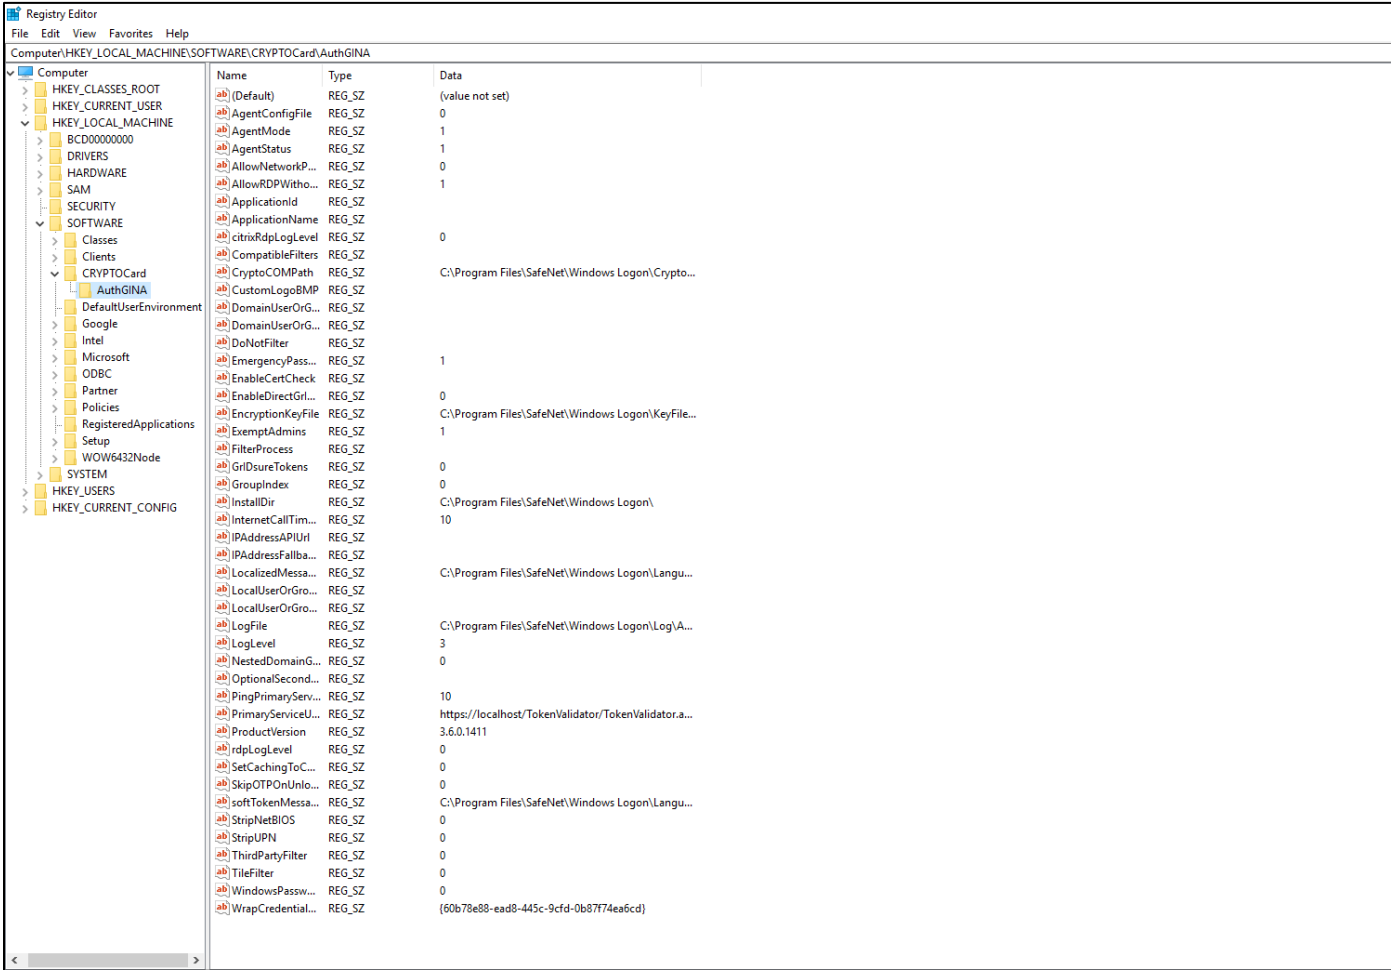 Registry Editor
File Edit View Favorites Help
Computer\HKEY_LOCAL_MACHINE\SOFTWARE\CRYPTOCard\AuthGINA
Computer
HKEY_CLASSES_ROOT
HKEY_CURRENT_USER
HKEY_LOCAL_MACHINE
BCD00000000
DRIVERS
HARDWARE
SAM
SECURITY
SOFTWARE
Classes
Clients
CRYPTOCard
AuthGINA
DefaultUserEnvironment
Google
Intel
Microsoft
ODBC
Partner
Policies
RegisteredApplications
Setup
WOW6432Node
SYSTEM
HKEY_USERS
HKEY_CURRENT_CONFIG
Name Type Data
(Default) REG_SZ (value not set)
AgentConfigFile REG_SZ 0
AgentMode REG_SZ 1
AgentStatus REG_SZ 1
AllowNetworkP... REG_SZ 0
AllowRDPWitho... REG_SZ 1
ApplicationId REG_SZ
ApplicationName REG_SZ
citrixRdpLogLevel REG_SZ 0
CompatibleFilters REG_SZ
CryptoCOMPath REG_SZ C:\Program Files\SafeNet\Windows Logon\Crypto...
CustomLogoBMP REG_SZ
DomainUserOrG... REG_SZ
DomainUserOrG... REG_SZ
DoNotFilter REG_SZ
EmergencyPass... REG_SZ 1
EnableCertCheck REG_SZ
EnableDirectGrI... REG_SZ 0
EncryptionKeyFile REG_SZ C:\Program Files\SafeNet\Windows Logon\KeyFile...
ExemptAdmins REG_SZ 1
FilterProcess REG_SZ
GrIDsureTokens REG_SZ 0
GroupIndex REG_SZ 0
InstallDir REG_SZ C:\Program Files\SafeNet\Windows Logon\
InternetCallTim... REG_SZ 10
IPAddressAPIUrl REG_SZ
IPAddressFallba... REG_SZ
LocalizedMessa... REG_SZ C:\Program Files\SafeNet\Windows Logon\Langu...
LocalUserOrGro... REG_SZ
LocalUserOrGro... REG_SZ
LogFile REG_SZ C:\Program Files\SafeNet\Windows Logon\Log\A...
LogLevel REG_SZ 3
NestedDomainG... REG_SZ 0
OptionalSecond... REG_SZ
PingPrimaryServ... REG_SZ 10
PrimaryServiceU... REG_SZ https://localhost/TokenValidator/TokenValidator.a...
ProductVersion REG_SZ 3.6.0.1411
rdpLogLevel REG_SZ 0
SetCachingToC... REG_SZ 0
SkipOTPOnUnlo... REG_SZ 0
softTokenMessa... REG_SZ C:\Program Files\SafeNet\Windows Logon\Langu...
StripNetBIOS REG_SZ 0
StripUPN REG_SZ 0
ThirdPartyFilter REG_SZ 0
TileFilter REG_SZ 0
WindowsPassw... REG_SZ 0
WrapCredential... REG_SZ {60b78e88-ead8-445c-9cfd-0b87f74ea6cd}